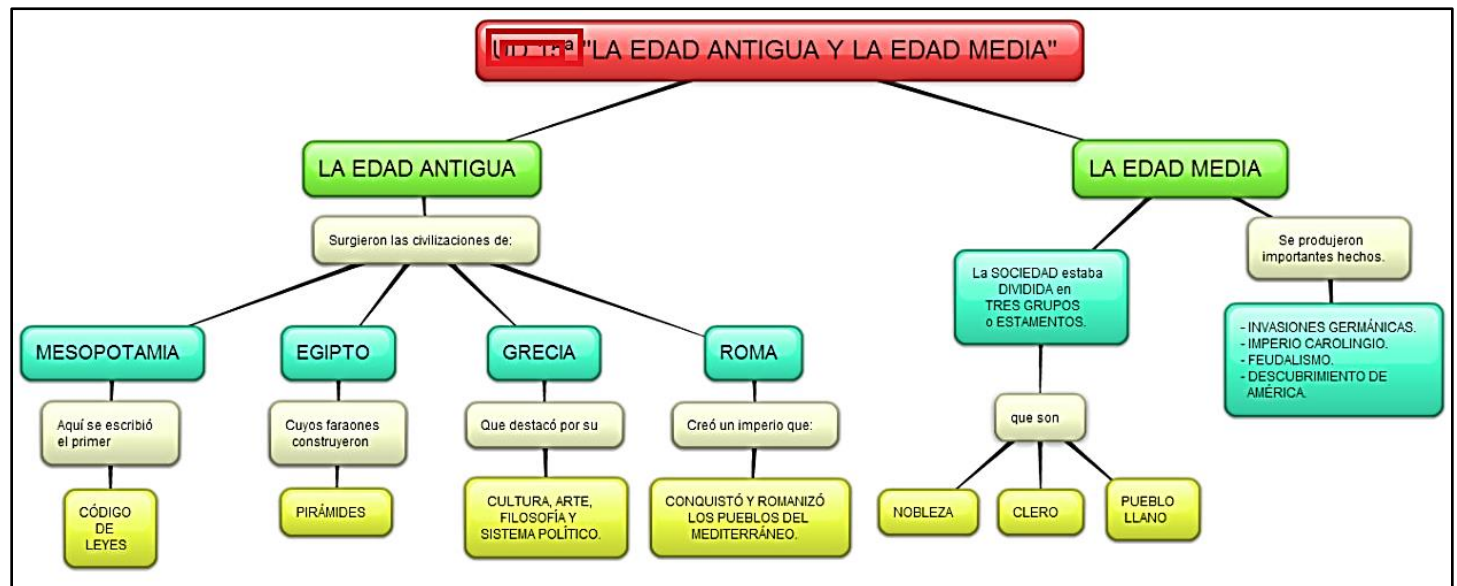 "LA EDAD ANTIGUA Y LA EDAD MEDIA"
LA EDAD ANTIGUA
Surgieron las civilizaciones de:
MESOPOTAMIA
Aquí se escribió
el primer
CÓDIGO
DE
LEYES
EGIPTO
Cuyos faraones
construyeron
PIRÁMIDES
GRECIA
Que destacó por su
CULTURA, ARTE,
FILOSOFÍA Y
SISTEMA POLÍTICO.
ROMA
Creó un imperio que:
CONQUISTÓ Y ROMANIZÓ
LOS PUEBLOS DEL
MEDITERRÁNEO.
LA EDAD MEDIA
La SOCIEDAD estaba
DIVIDIDA en
TRES GRUPOS
o ESTAMENTOS.
que son
NOBLEZA
CLERO
PUEBLO
LLANO
Se produjeron
importantes hechos.
- INVASIONES GERMÁNICAS.
- IMPERIO CAROLINGIO.
- FEUDALISMO.
- DESCUBRIMIENTO DE
AMÉRICA.